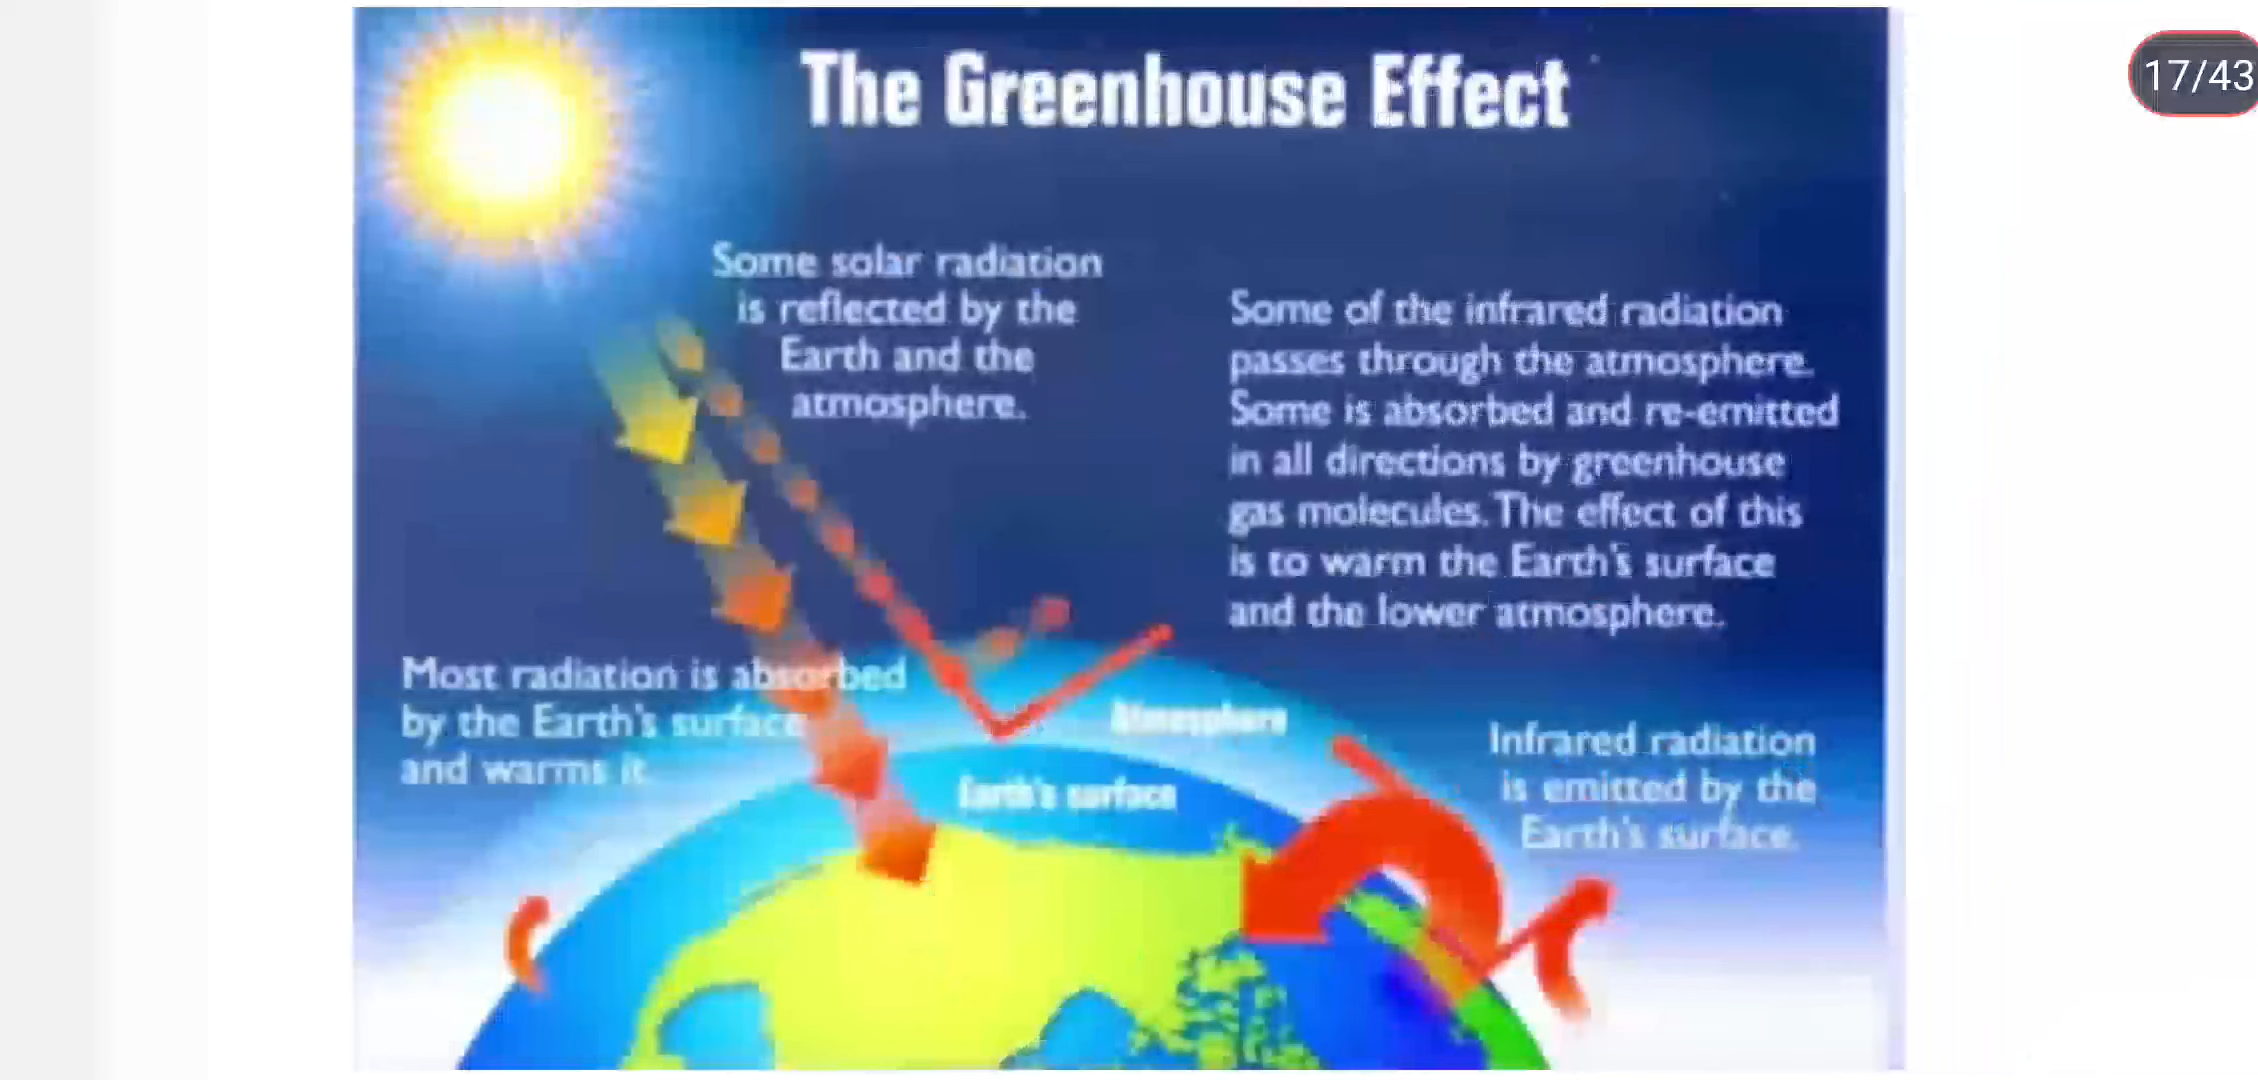 The Greenhouse Effect
17/43
Some solar radiation
is reflected by the
Earth and the
atmosphere.
Some of the infrared radiation
passes through the atmosphere.
Some is absorbed and re-emitted
in all directions by greenhouse
gas molecules. The effect of this
is to warm the Earth's surface
and the lower atmosphere.
Most radiation is absorbed
by the Earth's surface
and warms it
Atmosphere
Earth's surface
Infrared radiation
is emitted by the
Earth's surface.